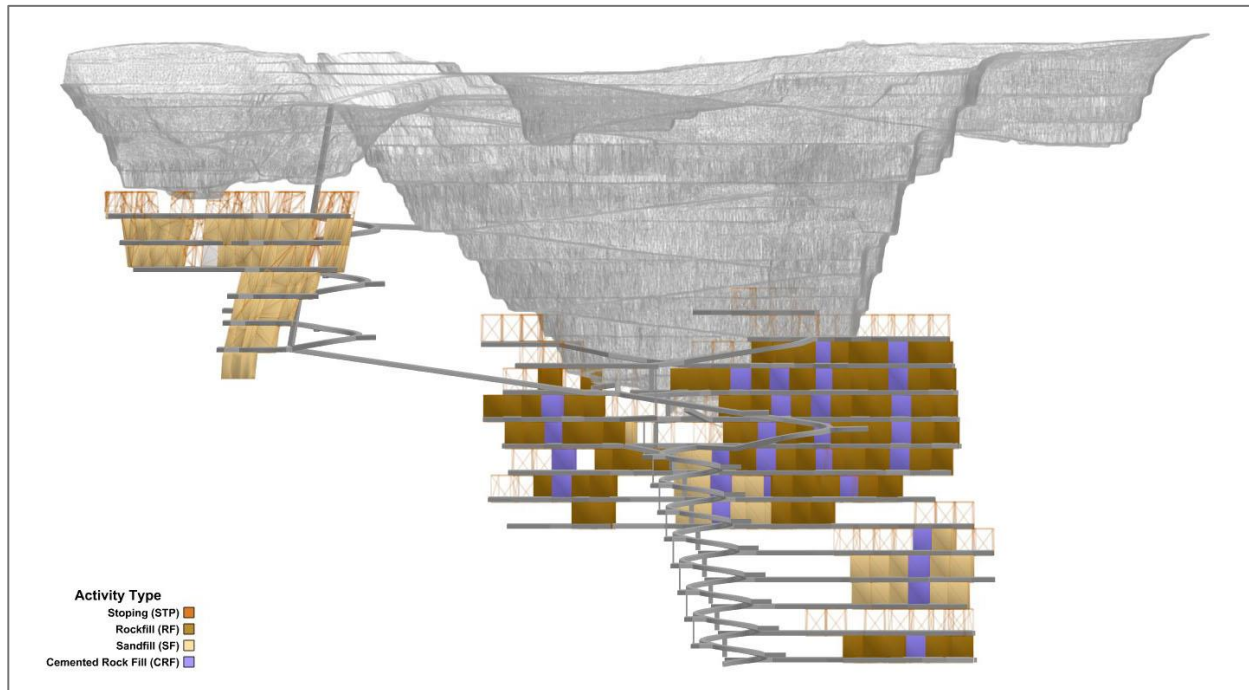 Activity Type
Stoping (STP)
Rockfill (RF)
Sandfill (SF)
Cemented Rock Fill (CRF)